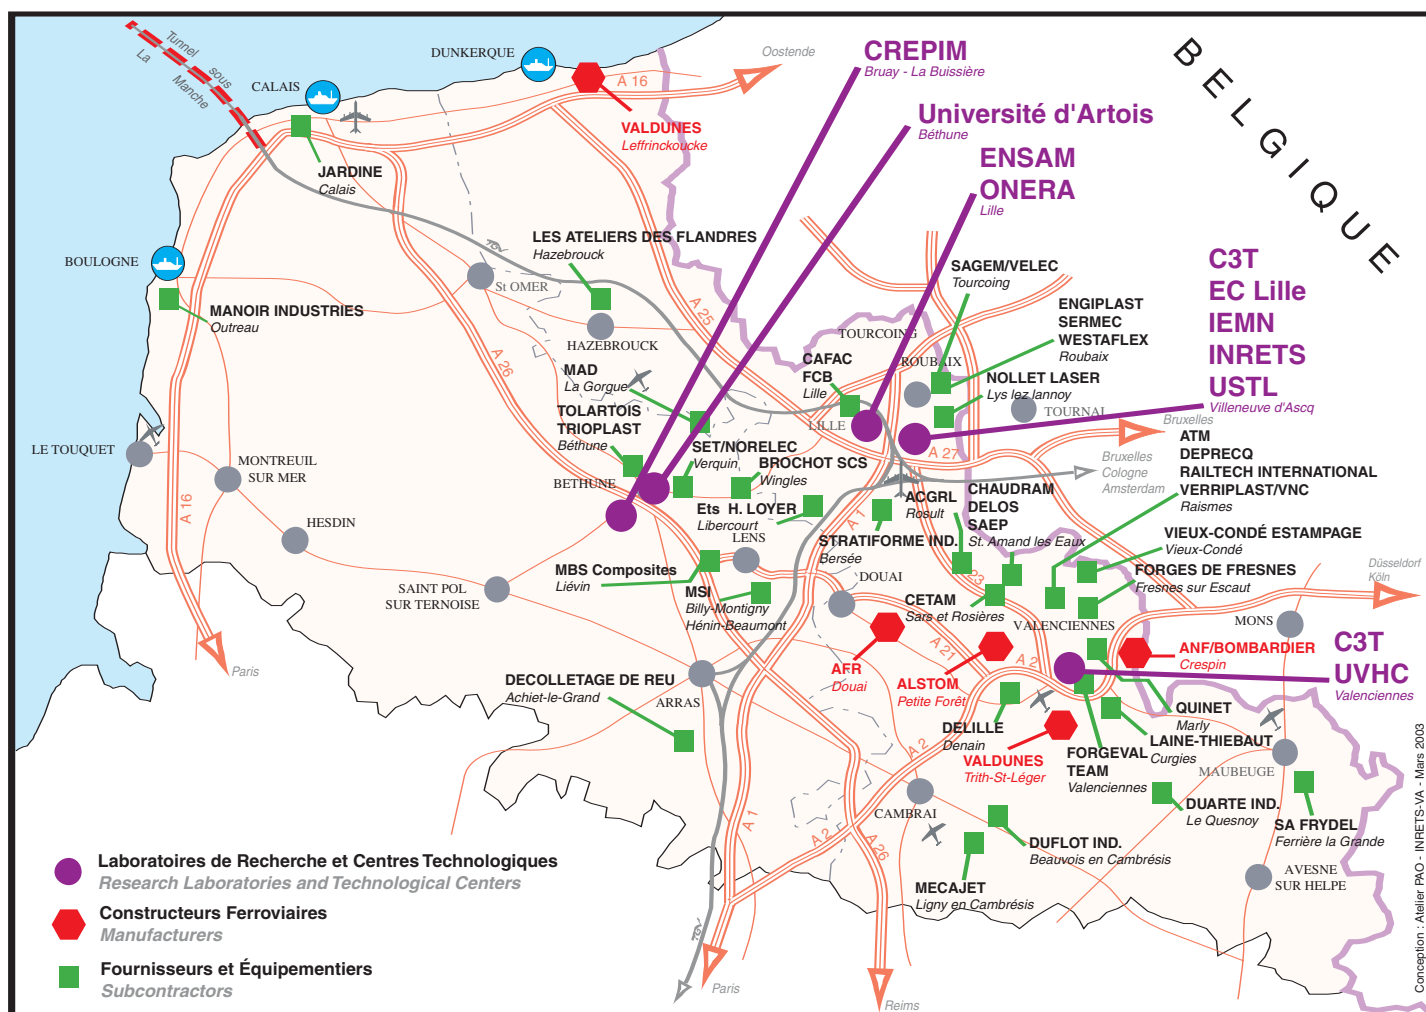 Tunnel sous
La Manche
DUNKERQUE
Oostende
CALAIS
A 16
VALDUNES
Leffrinckoucke
JARDINE
Calais
CREPIM
Bruay - La Buissière
Université d'Artois
Béthune
ENSAM
ONERA
Lille
BELGIQUE
BOULOGNE
MANOIR INDUSTRIES
Outreau
TGV
St OMER
LES ATELIERS DES FLANDRES
Hazebrouck
HAZEBROUCK
A 25
A 26
SAGEM/VELEC
Tourcoing
TOURCOING
ROUBAIX
ENGIPLAST
SERMEC
WESTAFLEX
Roubaix
C3T
EC Lille
IEMN
INRETS
USTL
Villeneuve d'Ascq
MAD
La Gorgue
CAFAC
FCB
Lille
LILLE
NOLLET LASER
Lys lez lannoy
TOURNAI
Bruxelles
TOLARTOIS
TRIOPLAST
Béthune
BETHUNE
SET/NORELEC
Verquin
BROCHOT SCS
Wingles
A 27
Bruxelles
Cologne
Amsterdam
ATM
DEPRECQ
RAILTECH INTERNATIONAL
VERRIPLAST/VNC
Raismes
LE TOUQUET
MONTREUIL
SUR MER
A 16
HESDIN
Ets H. LOYER
Libercourt
LENS
A 1
STRATIFORME IND.
Bersée
ACGRL
Rosult
CHAUDRAM
DELOS
SAEP
St. Amand les Eaux
VIEUX-CONDÉ ESTAMPAGE
Vieux-Condé
FORGES DE FRESNES
Fresnes sur Escaut
Düsseldorf
Köln
SAINT POL
SUR TERNOISE
MBS Composites
Liévin
MSI
Billy-Montigny
Hénin-Beaumont
DOUAI
23
CETAM
Sars et Rosières
VALENCIENNES
MONS
Paris
AFR
Douai
A 21
ALSTOM
Petite Forêt
A 2
ANF/BOMBARDIER
Crespin
C3T
UVHC
Valenciennes
DECOLLETAGE DE REU
Achiet-le-Grand
ARRAS
DELILLE
Denain
VALDUNES
Trith-St-Léger
QUINET
Marly
LAINE-THIEBAUT
Curgies
FORGEVAL
TEAM
Valenciennes
MAUBEUGE
A 2
CAMBRAI
A 1
A 2
A 26
DUARTE IND.
Le Quesnoy
SA FRYDEL
Ferrière la Grande
DUFLOT IND.
Beauvois en Cambrésis
MECAJET
Ligny en Cambrésis
AVESNE
SUR HELPE
TGV
Paris
Reims
Laboratoires de Recherche et Centres Technologiques
Research Laboratories and Technological Centers
Constructeurs Ferroviaires
Manufacturers
Fournisseurs et Équipementiers
Subcontractors
Conception : Atelier PAO - INRETS-VA - Mars 2003